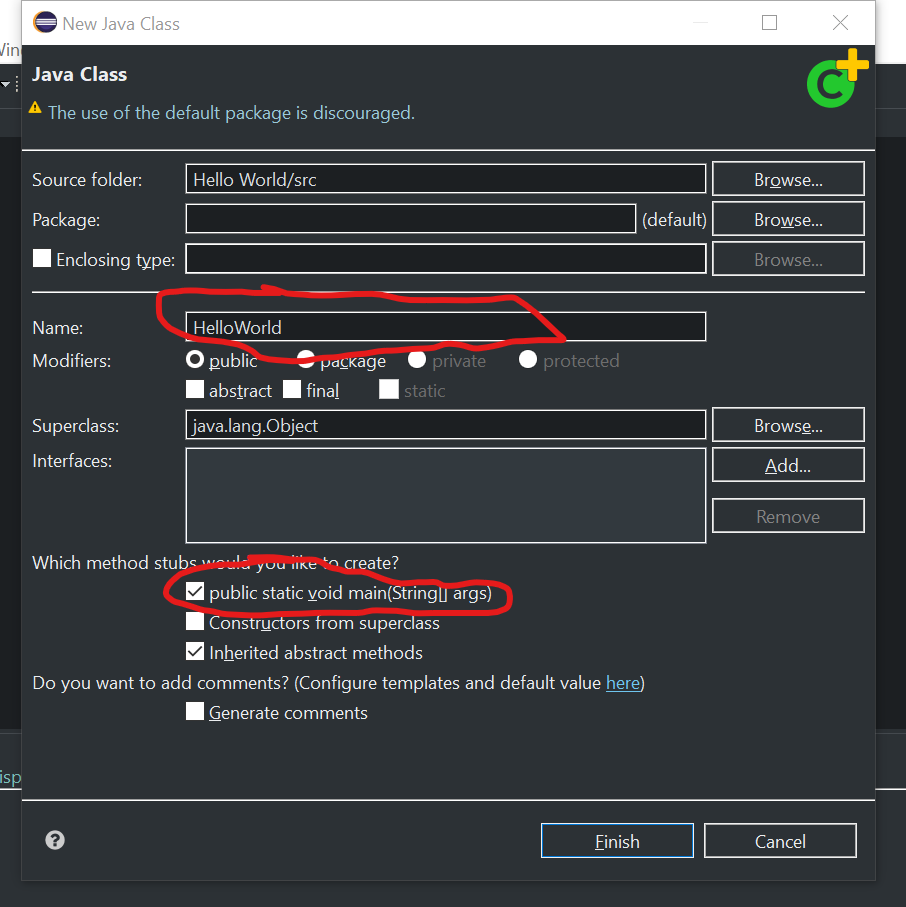 New Java Class
Java Class
The use of the default package is discouraged.
Source folder: Hello World/src Browse...
Package: (default) Browse...
Enclosing type: Browse...
Name: HelloWorld
Modifiers: public package private protected
abstract final static
Superclass: java.lang.Object Browse...
Interfaces: Add...
Remove
Which method stubs would you like to create?
public static void main(String[] args)
Constructors from superclass
Inherited abstract methods
Do you want to add comments? (Configure templates and default value here)
Generate comments
? Finish Cancel